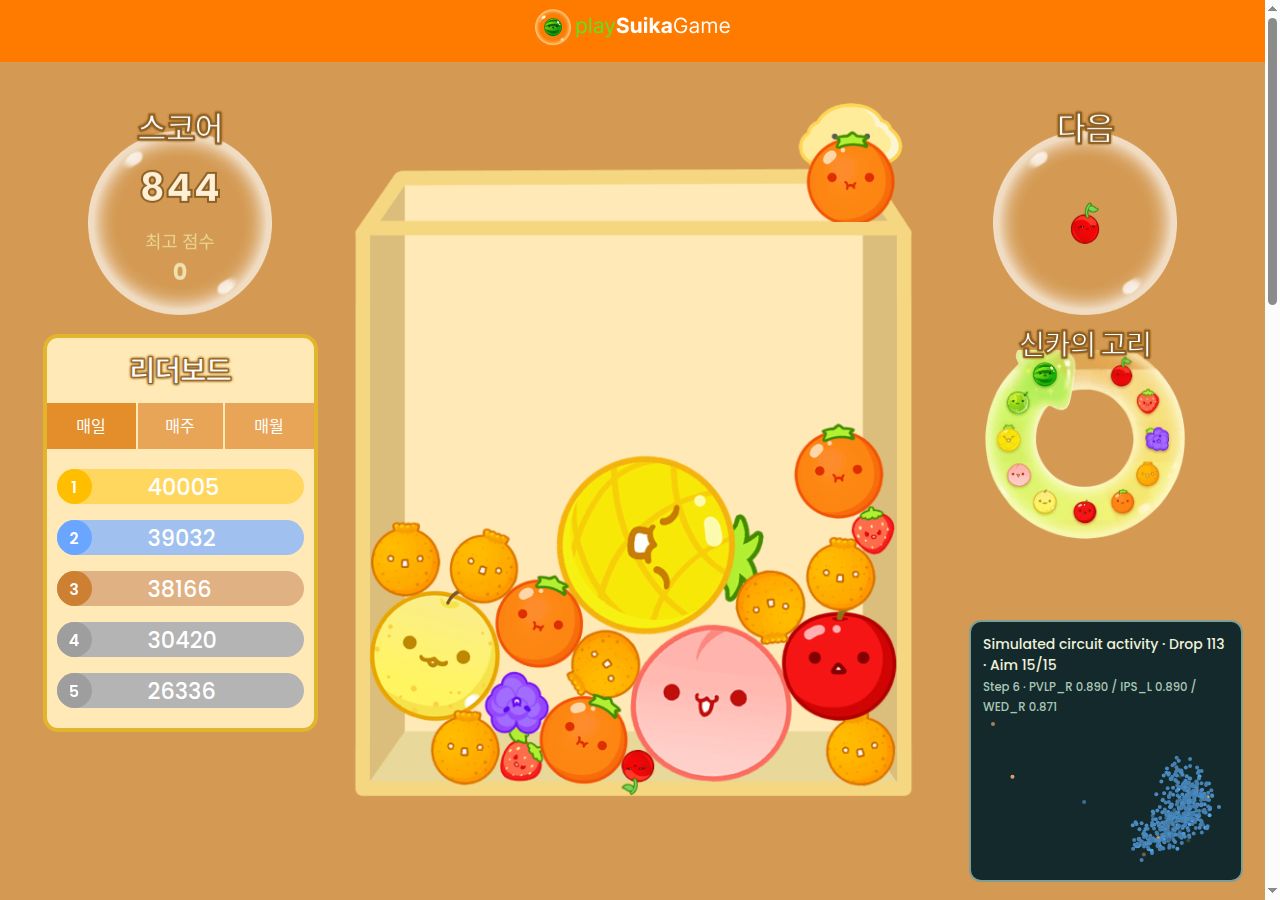 playSuikaGame
스코어
844
최고 점수
0
리더보드
매일
매주
매월
1
40005
2
39032
3
38166
4
30420
5
26336
다음
신카의 고리
Simulated circuit activity · Drop 113
· Aim 15/15
Step 6 · PVLP_R 0.890 / IPS_L 0.890 /
WED_R 0.871